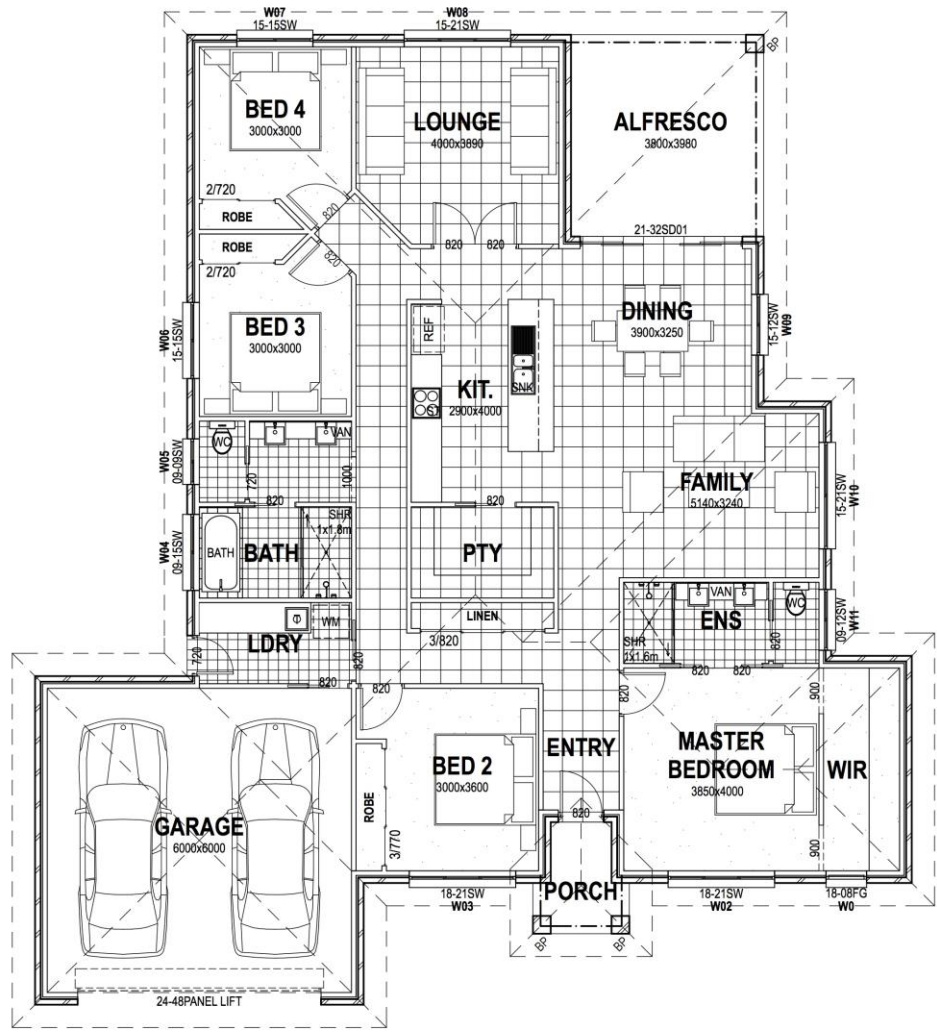 W07
15-15SW
W08
15-21SW
BP
BED 4
3000x3000
LOUNGE
4000x3890
ALFRESCO
3800x3980
2/720
ROBE
820
ROBE
820
2/720
820
820
21-32SD01
W06
15-15SW
BED 3
3000x3000
REF
DINING
3900x3250
15-12SW
W09
KIT.
2900x4000
SNK
ST
WC
VAN
W05
09-09SW
720
1000
820
820
FAMILY
5140x3240
15-21SW
W10
SHR
1x1.8m
W04
09-15SW
BATH
BATH
PTY
LINEN
3/820
VAN
ENS
WC
09-12SW
W11
SHR
1x1.6m
820
820
WM
LDRY
720
820
820
820
820
900
MASTER
BEDROOM
3850x4000
WIR
900
ENTRY
820
BED 2
3000x3600
ROBE
3/770
GARAGE
6000x6000
PORCH
18-21SW
W03
18-21SW
W02
18-08FG
W0
BP
BP
24-48PANEL LIFT